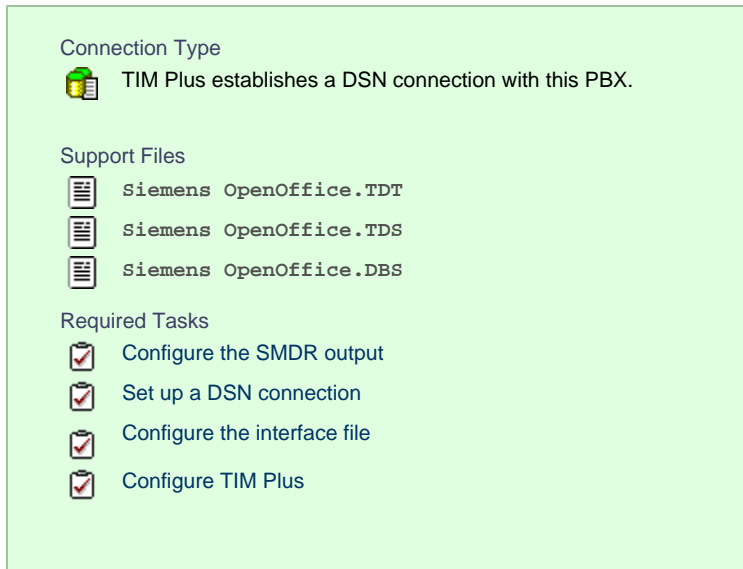 Connection Type
TIM Plus establishes a DSN connection with this PBX.
Support Files
Siemens OpenOffice.TDT
Siemens OpenOffice.TDS
Siemens OpenOffice.DBS
Required Tasks
Configure the SMDR output
Set up a DSN connection
Configure the interface file
Configure TIM Plus